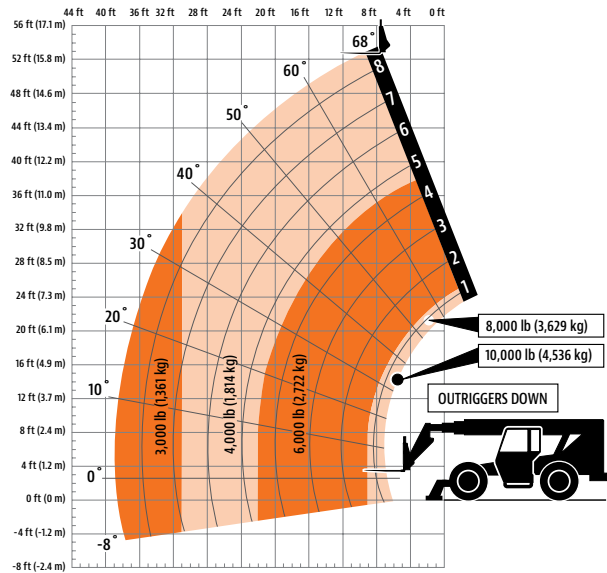 44 ft 36 ft 32 ft 28 ft 24 ft 20 ft 16 ft 12 ft 8 ft 4 ft 0 ft
56 ft (17.1 m)
52 ft (15.8 m)
48 ft (14.6 m)
44 ft (13.4 m)
40 ft (12.2 m)
36 ft (11.0 m)
32 ft (9.8 m)
28 ft (8.5 m)
24 ft (7.3 m)
20 ft (6.1 m)
16 ft (4.9 m)
12 ft (3.7 m)
8 ft (2.4 m)
4 ft (1.2 m)
0 ft (0 m)
-4 ft (-1.2 m)
-8 ft (-2.4 m)
68°
60°
50°
40°
30°
20°
10°
0°
-8°
8
7
6
5
4
3
2
1
3,000 lb (1,361 kg)
4,000 lb (1,814 kg)
6,000 lb (2,722 kg)
8,000 lb (3,629 kg)
10,000 lb (4,536 kg)
OUTRIGGERS DOWN